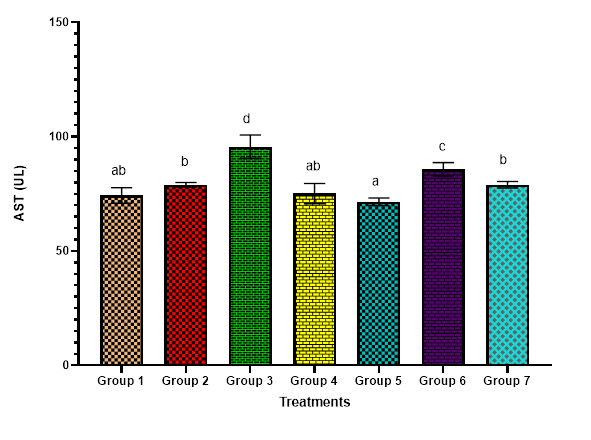 150
d
100
c
ab
b
ab
b
a
AST (UL)
50
0
Group 1 Group 2 Group 3 Group 4 Group 5 Group 6 Group 7
Treatments